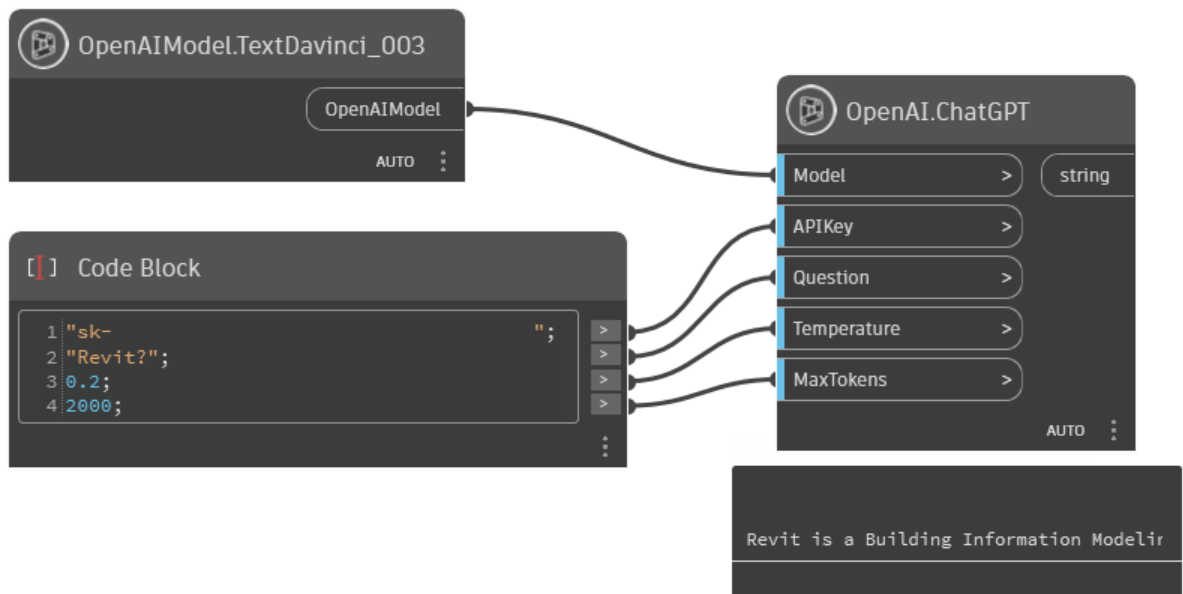 OpenAIModel.TextDavinci_003
OpenAIModel >
AUTO
[I] Code Block
1 "sk-                    ";
2 "Revit?";
3 0.2;
4 2000;
>
>
>
>
OpenAI.ChatGPT
Model > string
APIKey >
Question >
Temperature >
MaxTokens >
AUTO
Revit is a Building Information Modelin